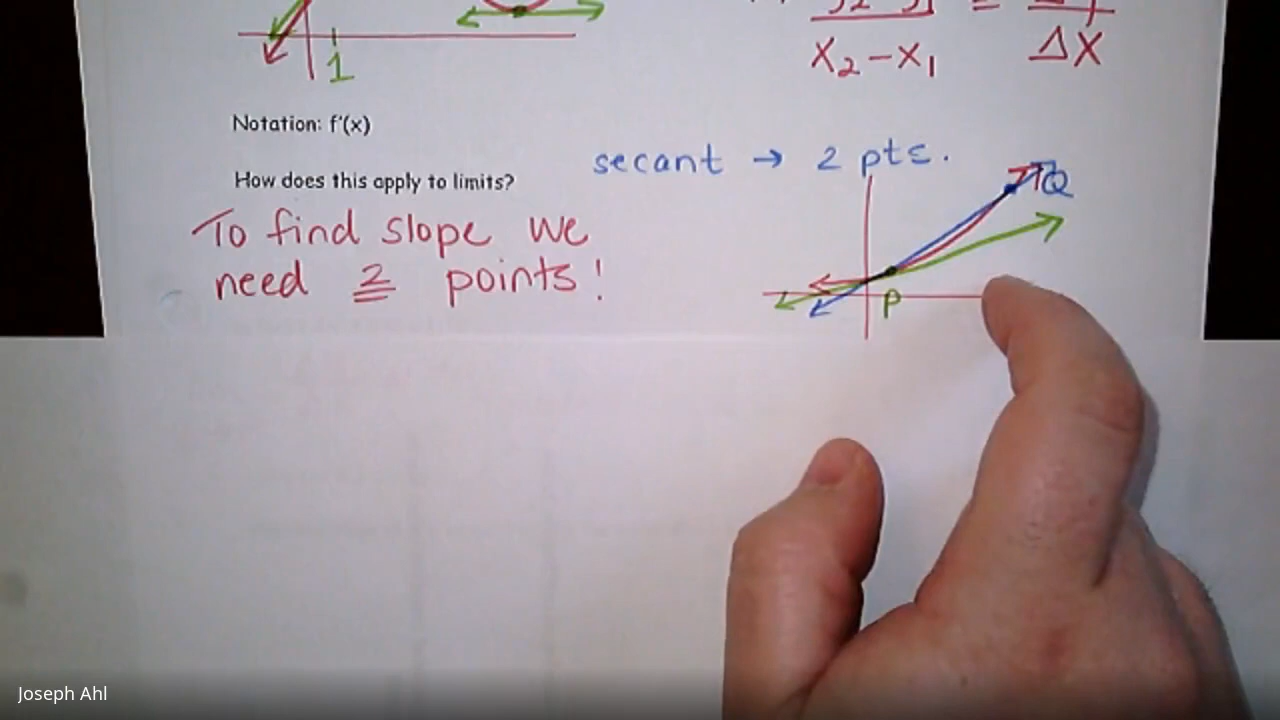 X₂-X₁ = ΔX
1
Notation: f'(x)
secant → 2 pts.
How does this apply to limits?
Q
To find slope we
need 2 points!
P
Joseph Ahl